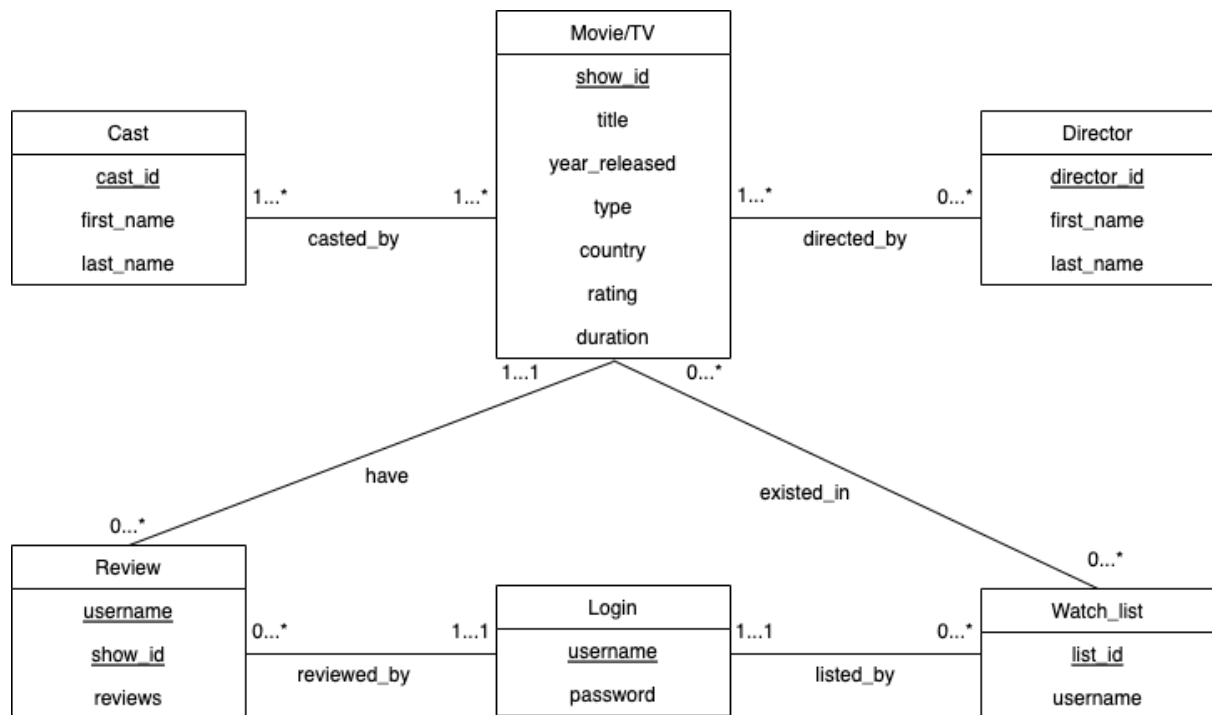 Movie/TV
show_id
title
year_released
type
country
rating
duration
Cast
cast_id
first_name
last_name
1...*
casted_by
1...*
1...*
directed_by
0...*
Director
director_id
first_name
last_name
1...1
0...*
have
existed_in
0...*
0...*
Review
username
show_id
reviews
0...*
reviewed_by
1...1
Login
username
password
1...1
listed_by
0...*
Watch_list
list_id
username